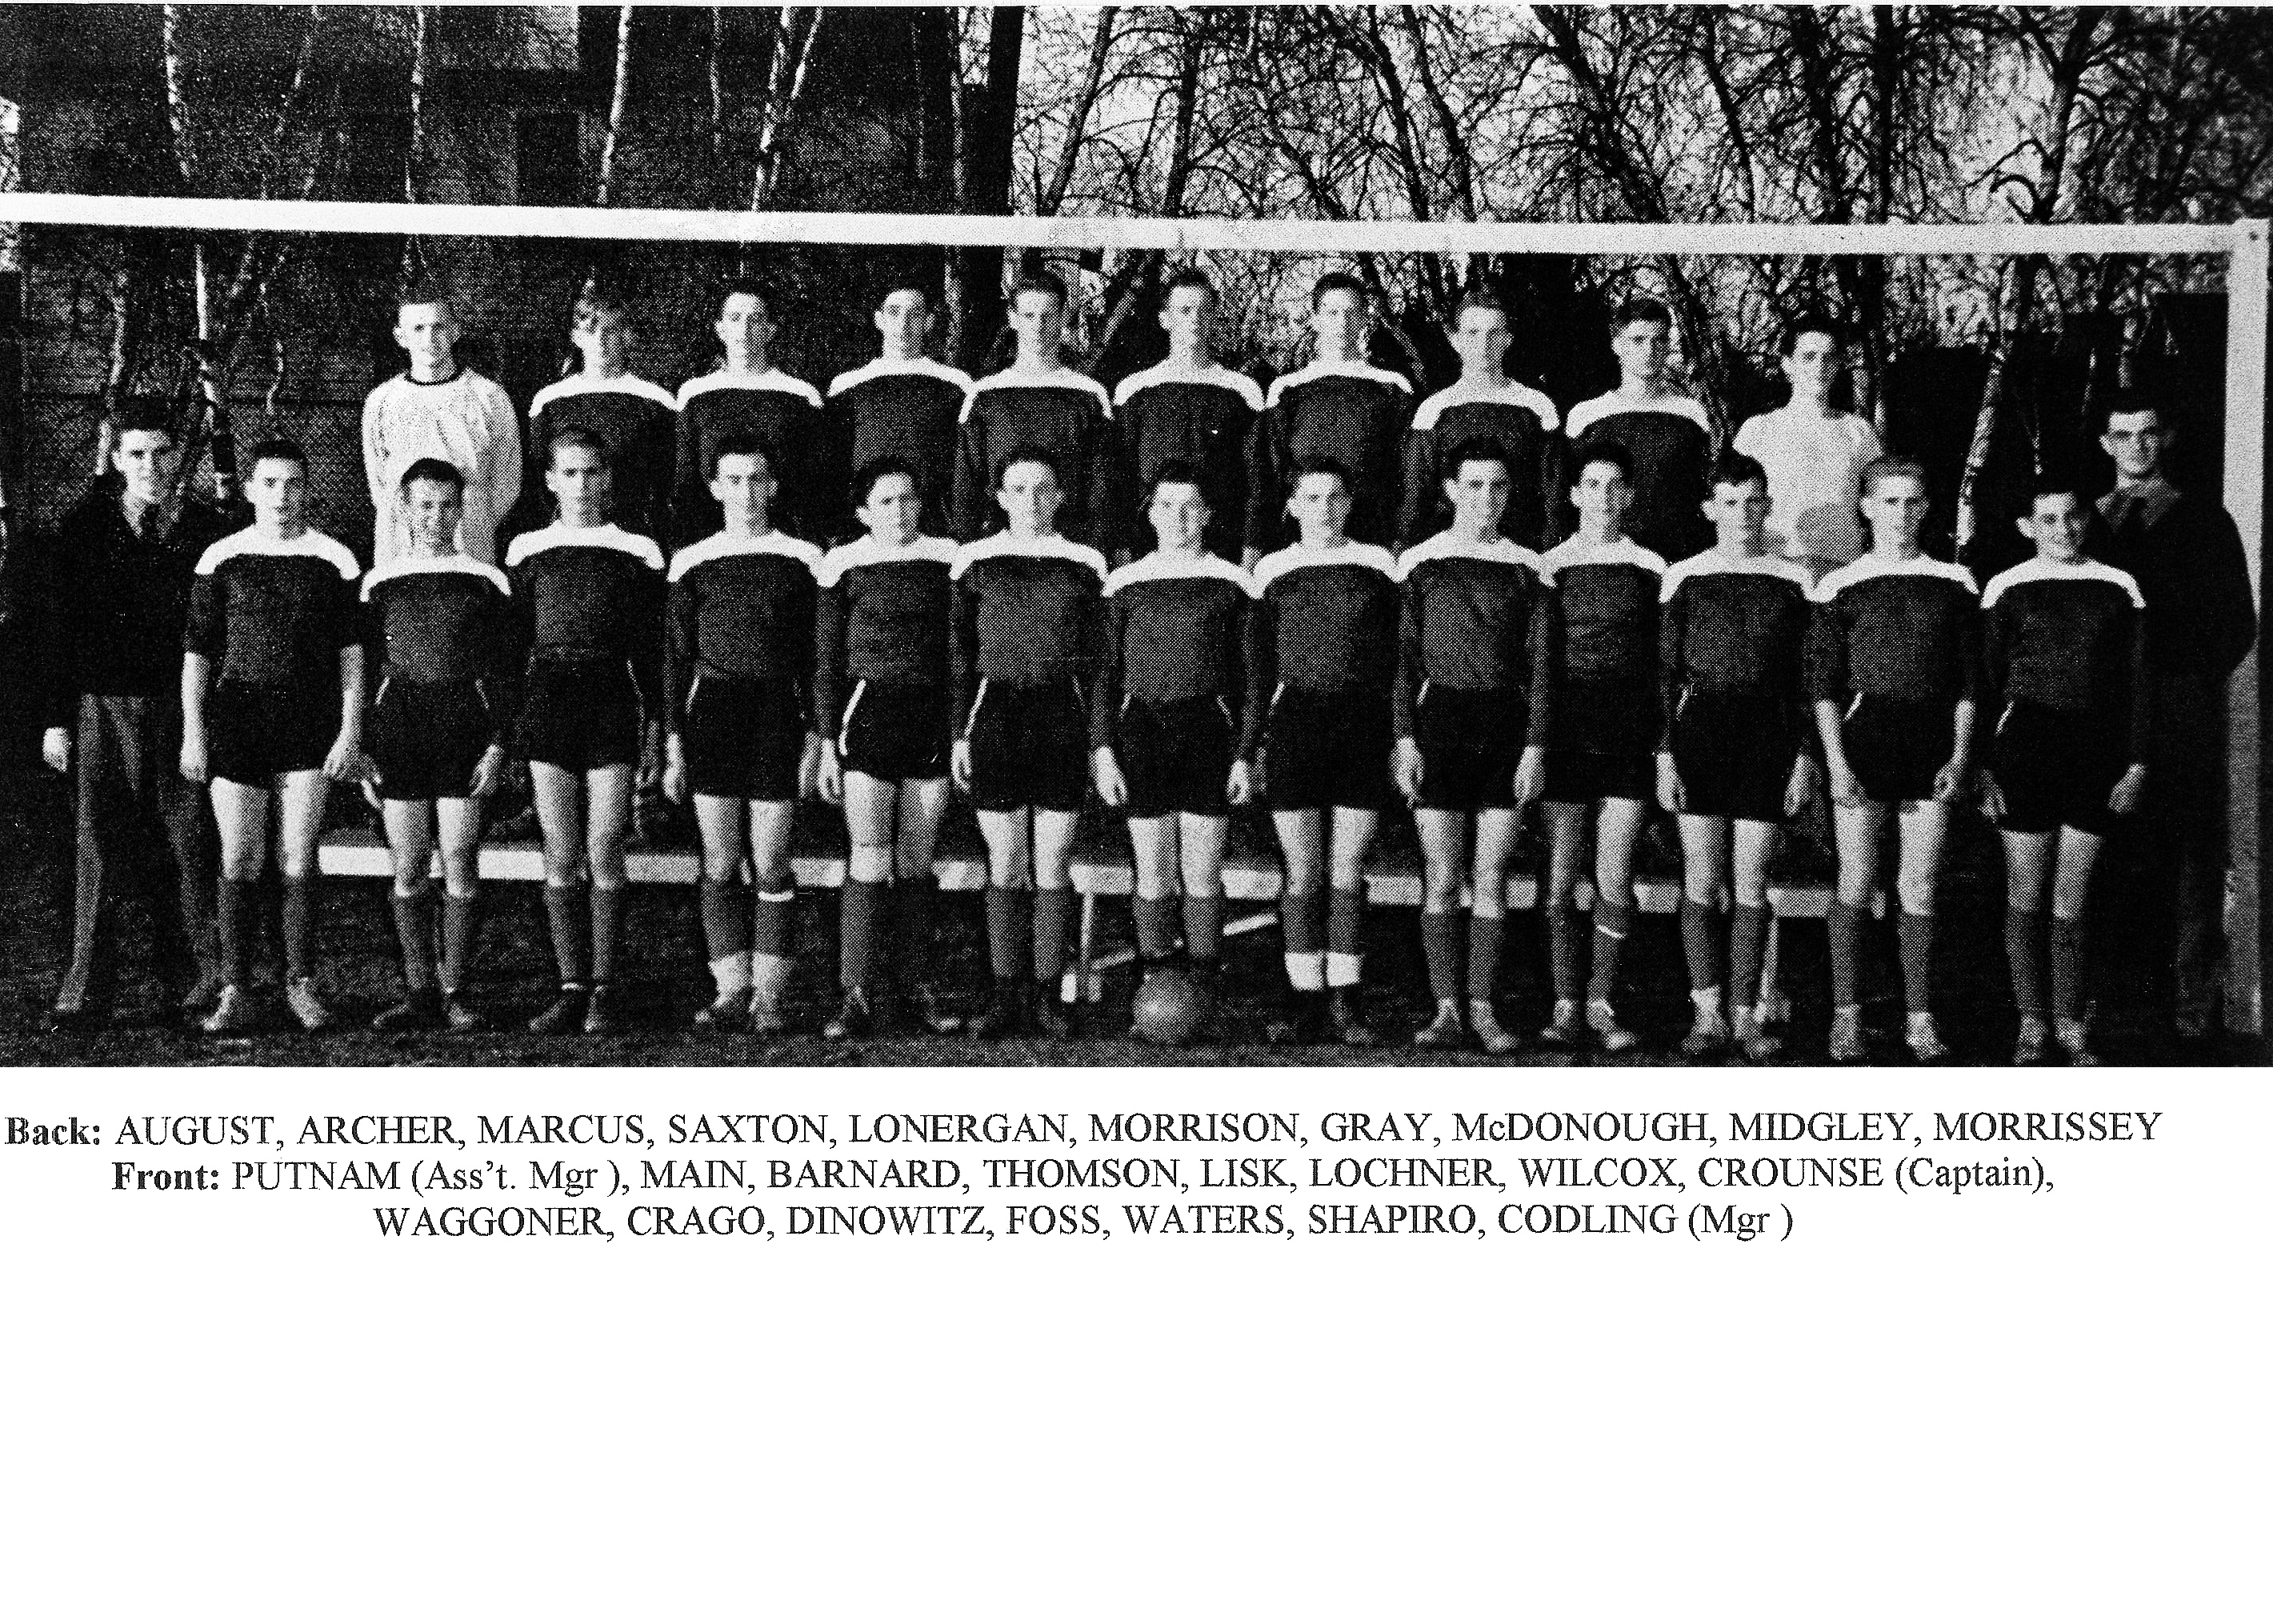 Back: AUGUST, ARCHER, MARCUS, SAXTON, LONERGAN, MORRISON, GRAY, McDONOUGH, MIDGLEY, MORRISSEY
Front: PUTNAM (Ass't. Mgr ), MAIN, BARNARD, THOMSON, LISK, LOCHNER, WILCOX, CROUNSE (Captain),
WAGGONER, CRAGO, DINOWITZ, FOSS, WATERS, SHAPIRO, CODLING (Mgr )